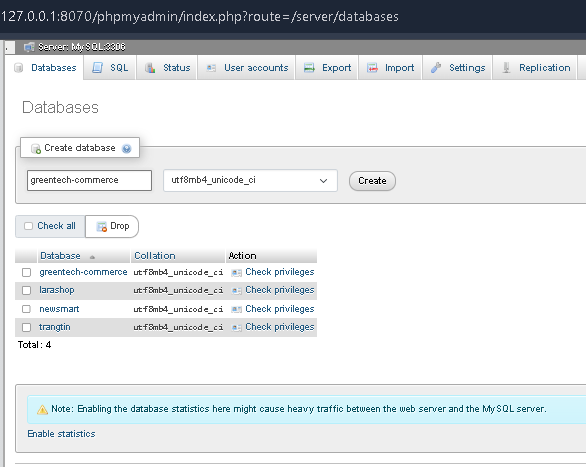 127.0.0.1:8070/phpmyadmin/index.php?route=/server/databases
Server: MySQL:3306
Databases SQL Status User accounts Export Import Settings Replication
Databases
Create database
greentech-commerce utf8mb4_unicode_ci Create
Check all Drop
Database Collation Action
greentech-commerce utf8mb4_unicode_ci Check privileges
larashop utf8mb4_unicode_ci Check privileges
newsmart utf8mb4_unicode_ci Check privileges
trangtin utf8mb4_unicode_ci Check privileges
Total: 4
Note: Enabling the database statistics here might cause heavy traffic between the web server and the MySQL server.
Enable statistics